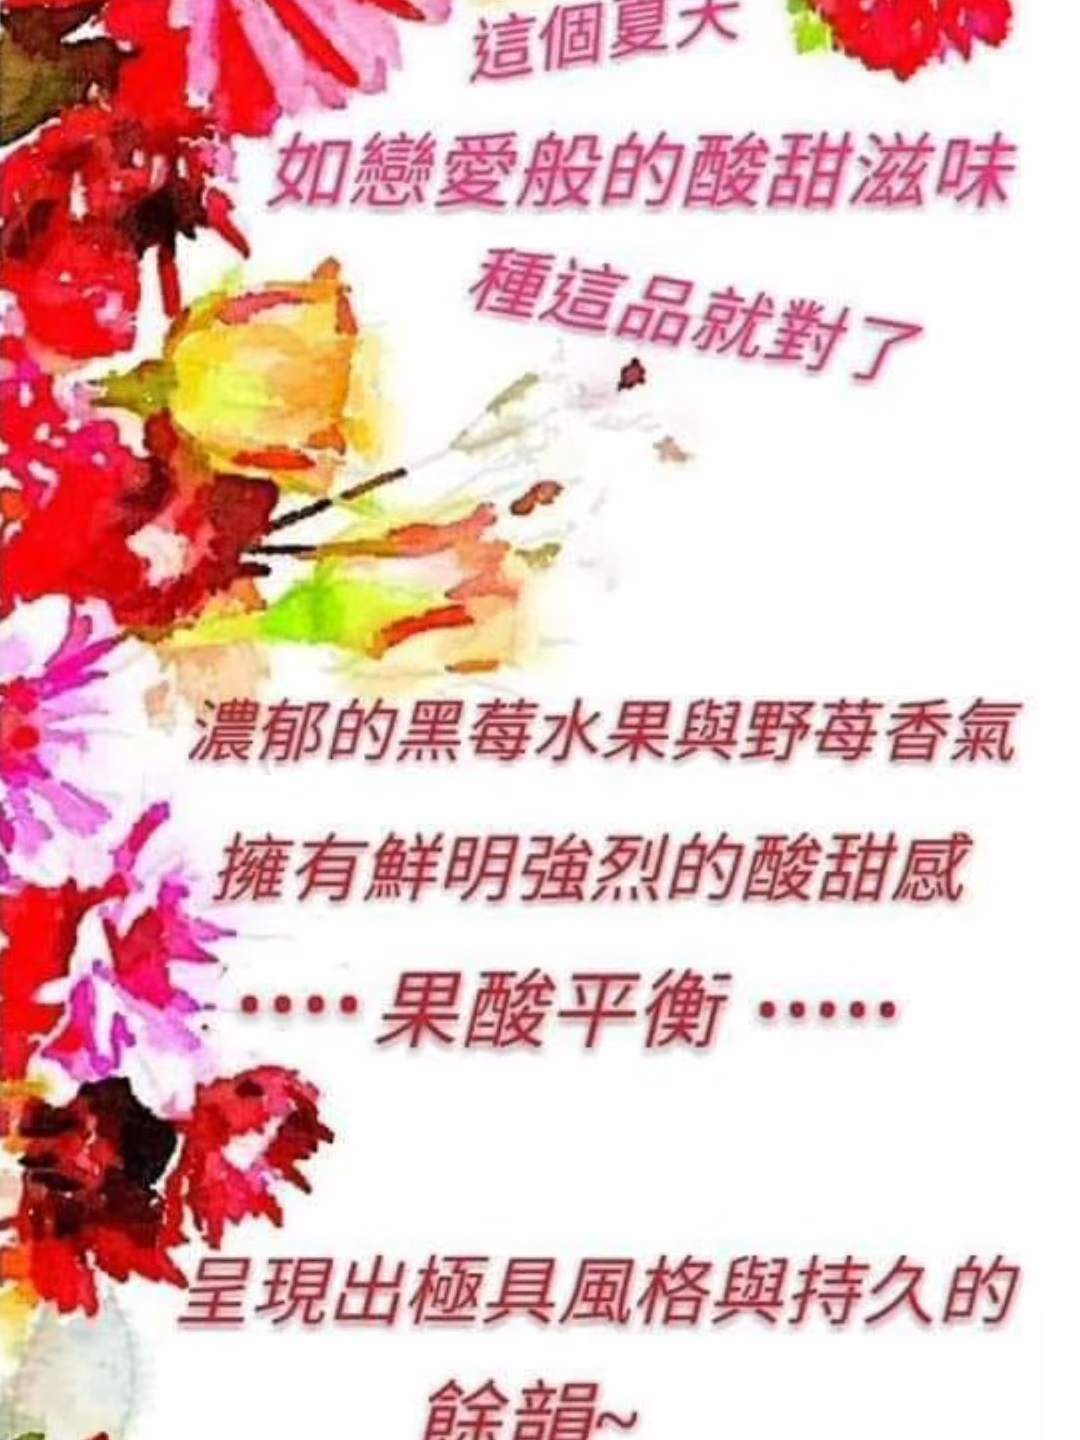 這個夏天
如戀愛般的酸甜滋味
種這品就對了
濃郁的黑莓水果與野莓香氣
擁有鮮明強烈的酸甜感
····果酸平衡·····
呈現出極具風格與持久的
餘韻~